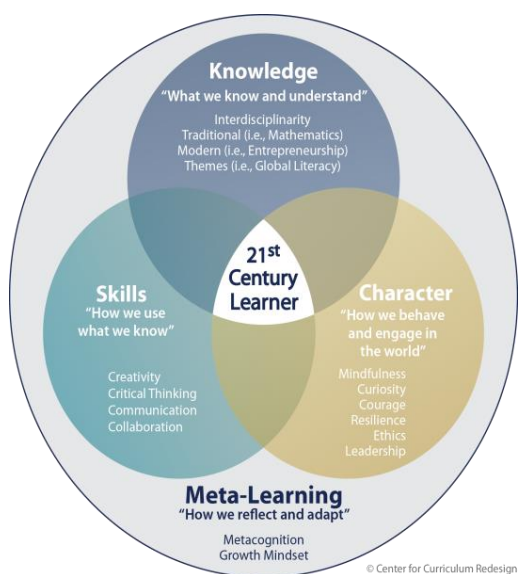 Knowledge
“What we know and understand”
Interdisciplinarity
Traditional (i.e., Mathematics)
Modern (i.e., Entrepreneurship)
Themes (i.e., Global Literacy)
21st
Century
Learner
Skills
“How we use
what we know”
Creativity
Critical Thinking
Communication
Collaboration
Character
“How we behave
and engage in
the world”
Mindfulness
Curiosity
Courage
Resilience
Ethics
Leadership
Meta-Learning
“How we reflect and adapt”
Metacognition
Growth Mindset
© Center for Curriculum Redesign